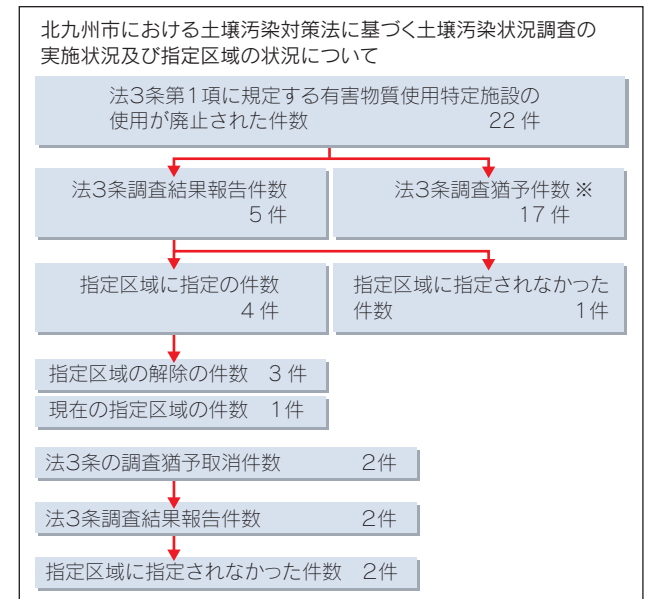 北九州市における土壌汚染対策法に基づく土壌汚染状況調査の
実施状況及び指定区域の状況について
法3条第1項に規定する有害物質使用特定施設の
使用が廃止された件数 22 件
法3条調査結果報告件数
5 件
法3条調査猶予件数 ※
17 件
指定区域に指定の件数
4 件
指定区域に指定されなかった
件数 1件
指定区域の解除の件数 3 件
現在の指定区域の件数 1件
法3条の調査猶予取消件数 2件
法3条調査結果報告件数 2件
指定区域に指定されなかった件数 2件